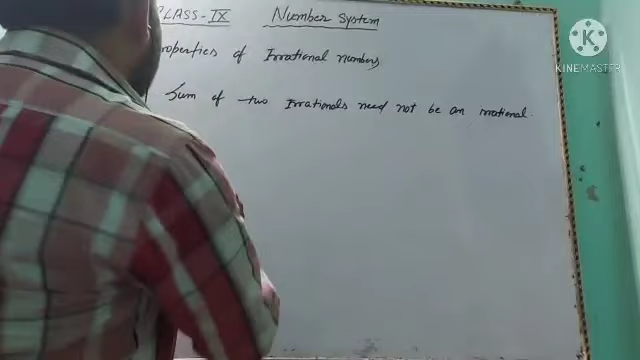 CLASS-IX Number System
roperties of Irrational numbers
Sum of two Irrationals need not be an irrational.
KINEMASTER